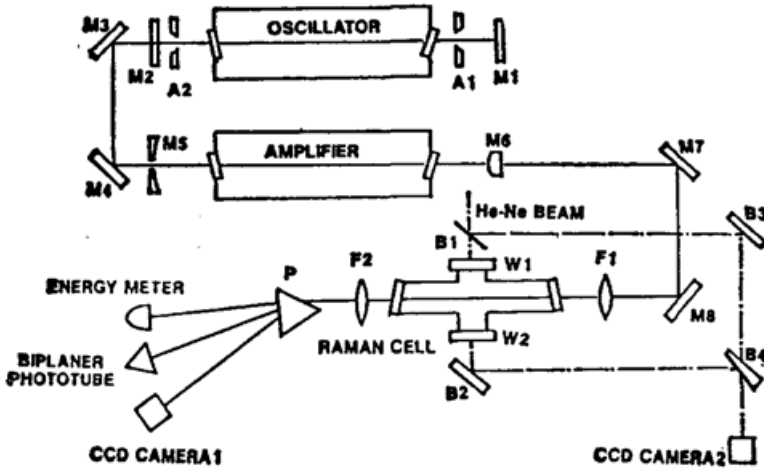 M3
OSCILLATOR
M2
A2
A1
M1
M5
M6
M7
AMPLIFIER
M4
He-Ne BEAM
B3
B1
P
F2
W1
F1
ENERGY METER
M8
BIPLANER
PHOTOTUBE
RAMAN CELL
W2
B4
B2
CCD CAMERA1
CCD CAMERA2